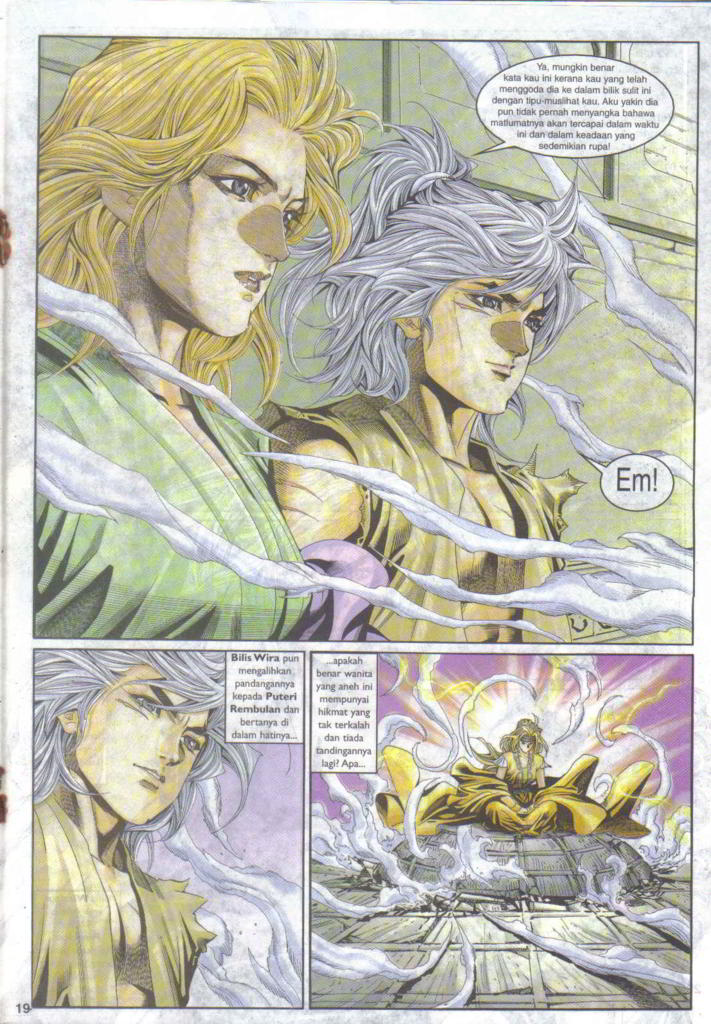 Ya, mungkin benar
kata kau ini kerana kau yang telah
menggoda dia ke dalam bilik sulit ini
dengan tipu-muslihat kau. Aku yakin dia
pun tidak pernah menyangka bahawa
matlumatnya akan tercapai dalam waktu
ini dan dalam keadaan yang
sedemikian rupa!
Em!
Bilis Wira pun
mengalihkan
pandangannya
kepada Puteri
Rembulan dan
bertanya di
dalam hatinya...
...apakah
benar wanita
yang aneh ini
mempunyai
hikmat yang
tak terkalah
dan tiada
tandingannya
lagi? Apa...
19